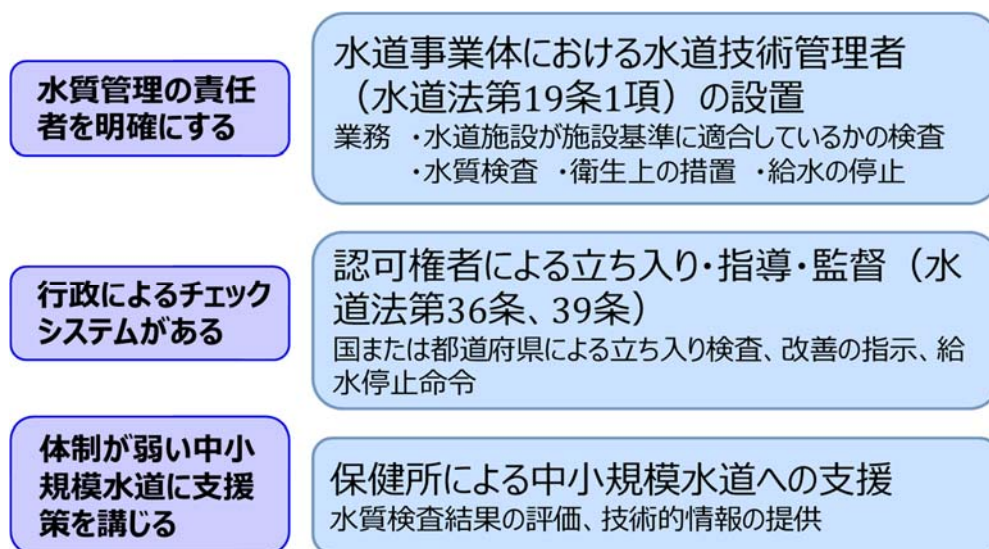 水質管理の責任
者を明確にする
水道事業体における水道技術管理者
（水道法第19条1項）の設置
業務 ・水道施設が施設基準に適合しているかの検査
・水質検査 ・衛生上の措置 ・給水の停止
行政によるチェック
システムがある
認可権者による立ち入り・指導・監督（水
道法第36条、39条）
国または都道府県による立ち入り検査、改善の指示、給
水停止命令
体制が弱い中小
規模水道に支援
策を講じる
保健所による中小規模水道への支援
水質検査結果の評価、技術的情報の提供